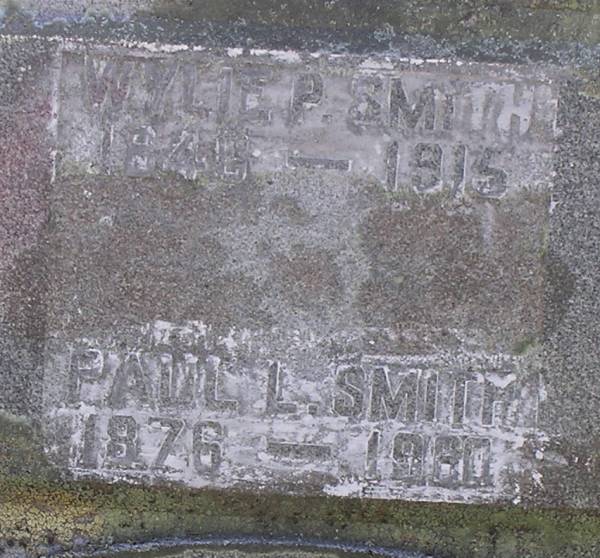 WYLIE P. SMITH
— 1915
PAUL L. SMITH
1876 —